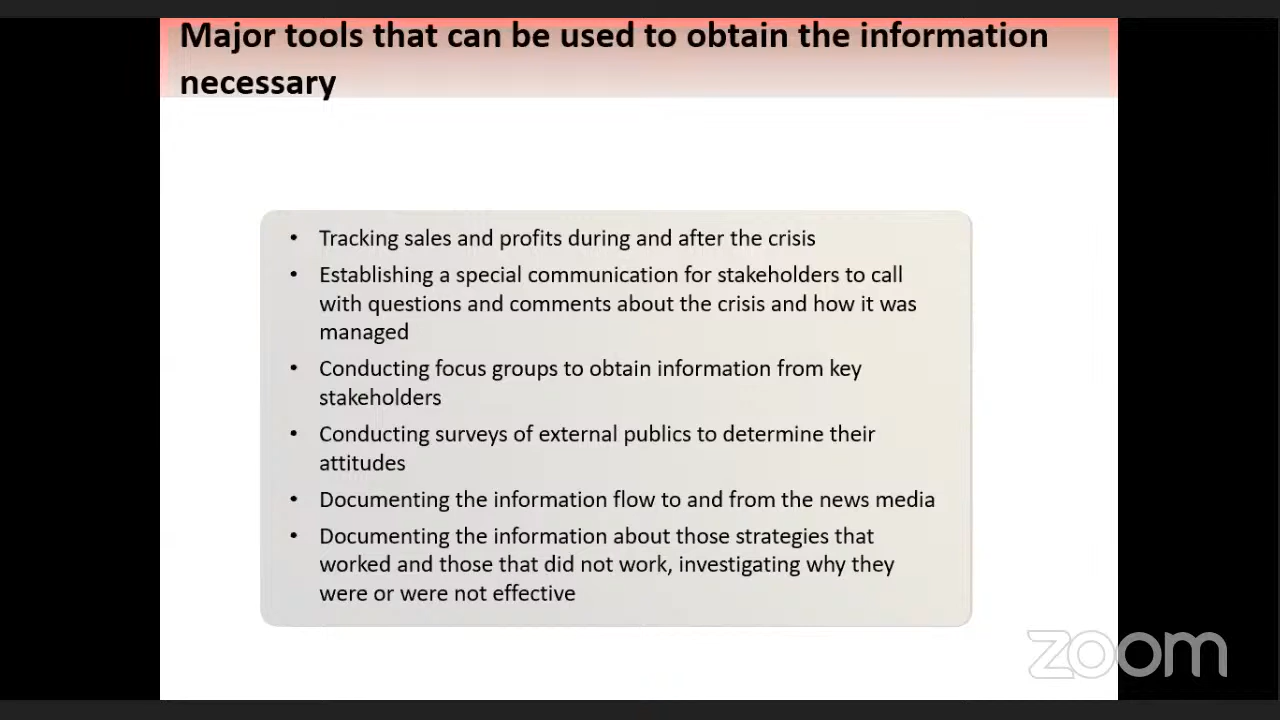 Major tools that can be used to obtain the information
necessary
• Tracking sales and profits during and after the crisis
• Establishing a special communication for stakeholders to call
with questions and comments about the crisis and how it was
managed
• Conducting focus groups to obtain information from key
stakeholders
• Conducting surveys of external publics to determine their
attitudes
• Documenting the information flow to and from the news media
• Documenting the information about those strategies that
worked and those that did not work, investigating why they
were or were not effective
zoom